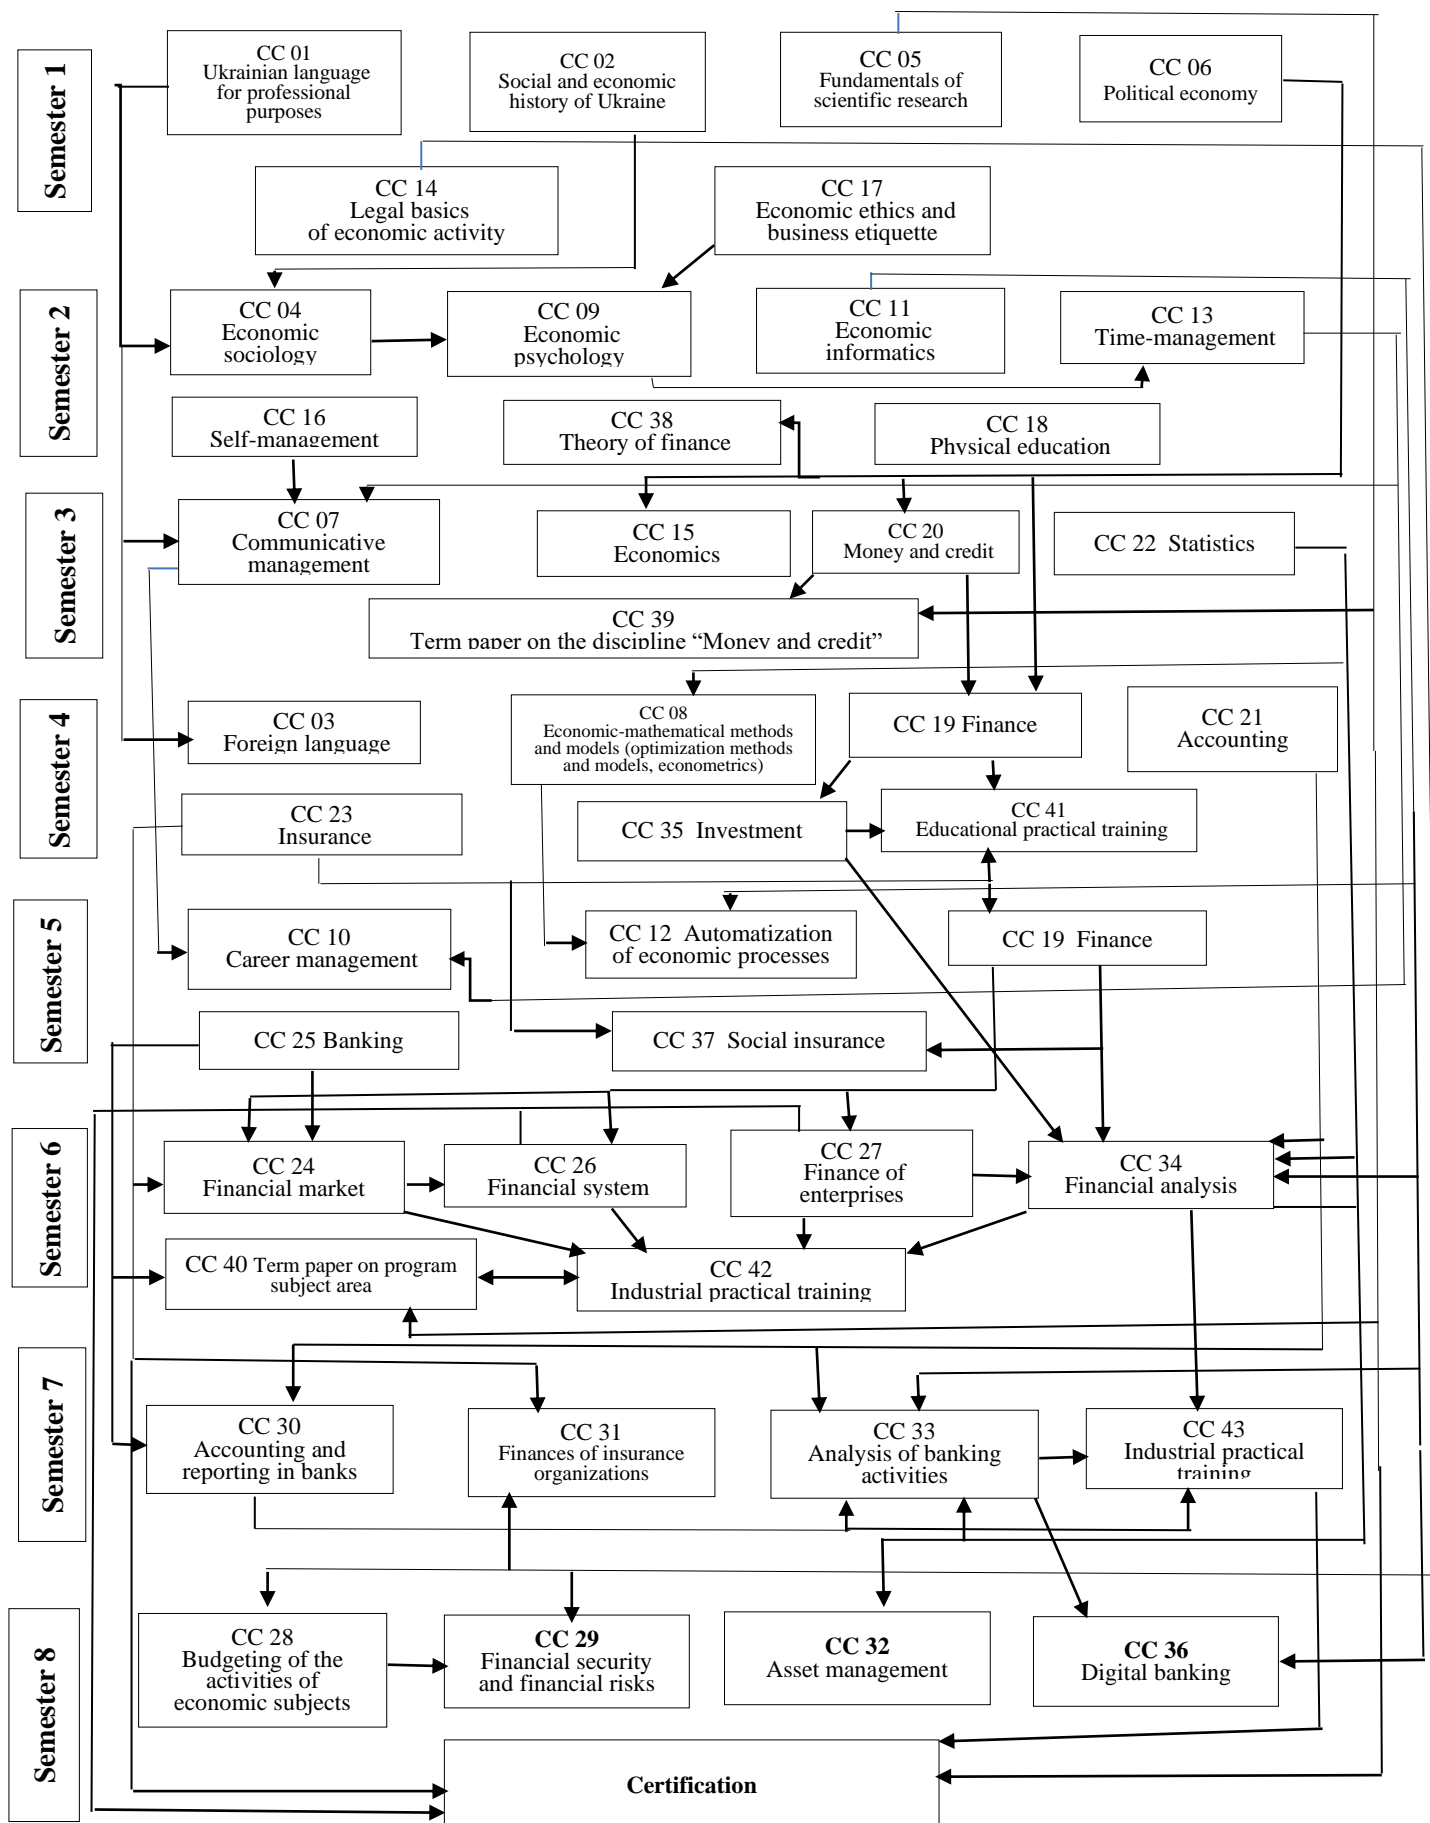 Semester 1
CC 01
Ukrainian language
for professional
purposes
CC 02
Social and economic
history of Ukraine
CC 05
Fundamentals of
scientific research
CC 06
Political economy
CC 14
Legal basics
of economic activity
CC 17
Economic ethics and
business etiquette
Semester 2
CC 04
Economic
sociology
CC 09
Economic
psychology
CC 11
Economic
informatics
CC 13
Time-management
CC 16
Self-management
CC 38
Theory of finance
CC 18
Physical education
Semester 3
CC 07
Communicative
management
CC 15
Economics
CC 20
Money and credit
CC 22 Statistics
CC 39
Term paper on the discipline “Money and credit”
Semester 4
CC 03
Foreign language
CC 08
Economic-mathematical methods
and models (optimization methods
and models, econometrics)
CC 19 Finance
CC 21
Accounting
CC 23
Insurance
CC 35 Investment
CC 41
Educational practical training
Semester 5
CC 10
Career management
CC 12 Automatization
of economic processes
CC 19 Finance
CC 25 Banking
CC 37 Social insurance
Semester 6
CC 24
Financial market
CC 26
Financial system
CC 27
Finance of
enterprises
CC 34
Financial analysis
CC 40 Term paper on program
subject area
CC 42
Industrial practical training
Semester 7
CC 30
Accounting and
reporting in banks
CC 31
Finances of insurance
organizations
CC 33
Analysis of banking
activities
CC 43
Industrial practical
training
Semester 8
CC 28
Budgeting of the
activities of
economic subjects
CC 29
Financial security
and financial risks
CC 32
Asset management
CC 36
Digital banking
Certification